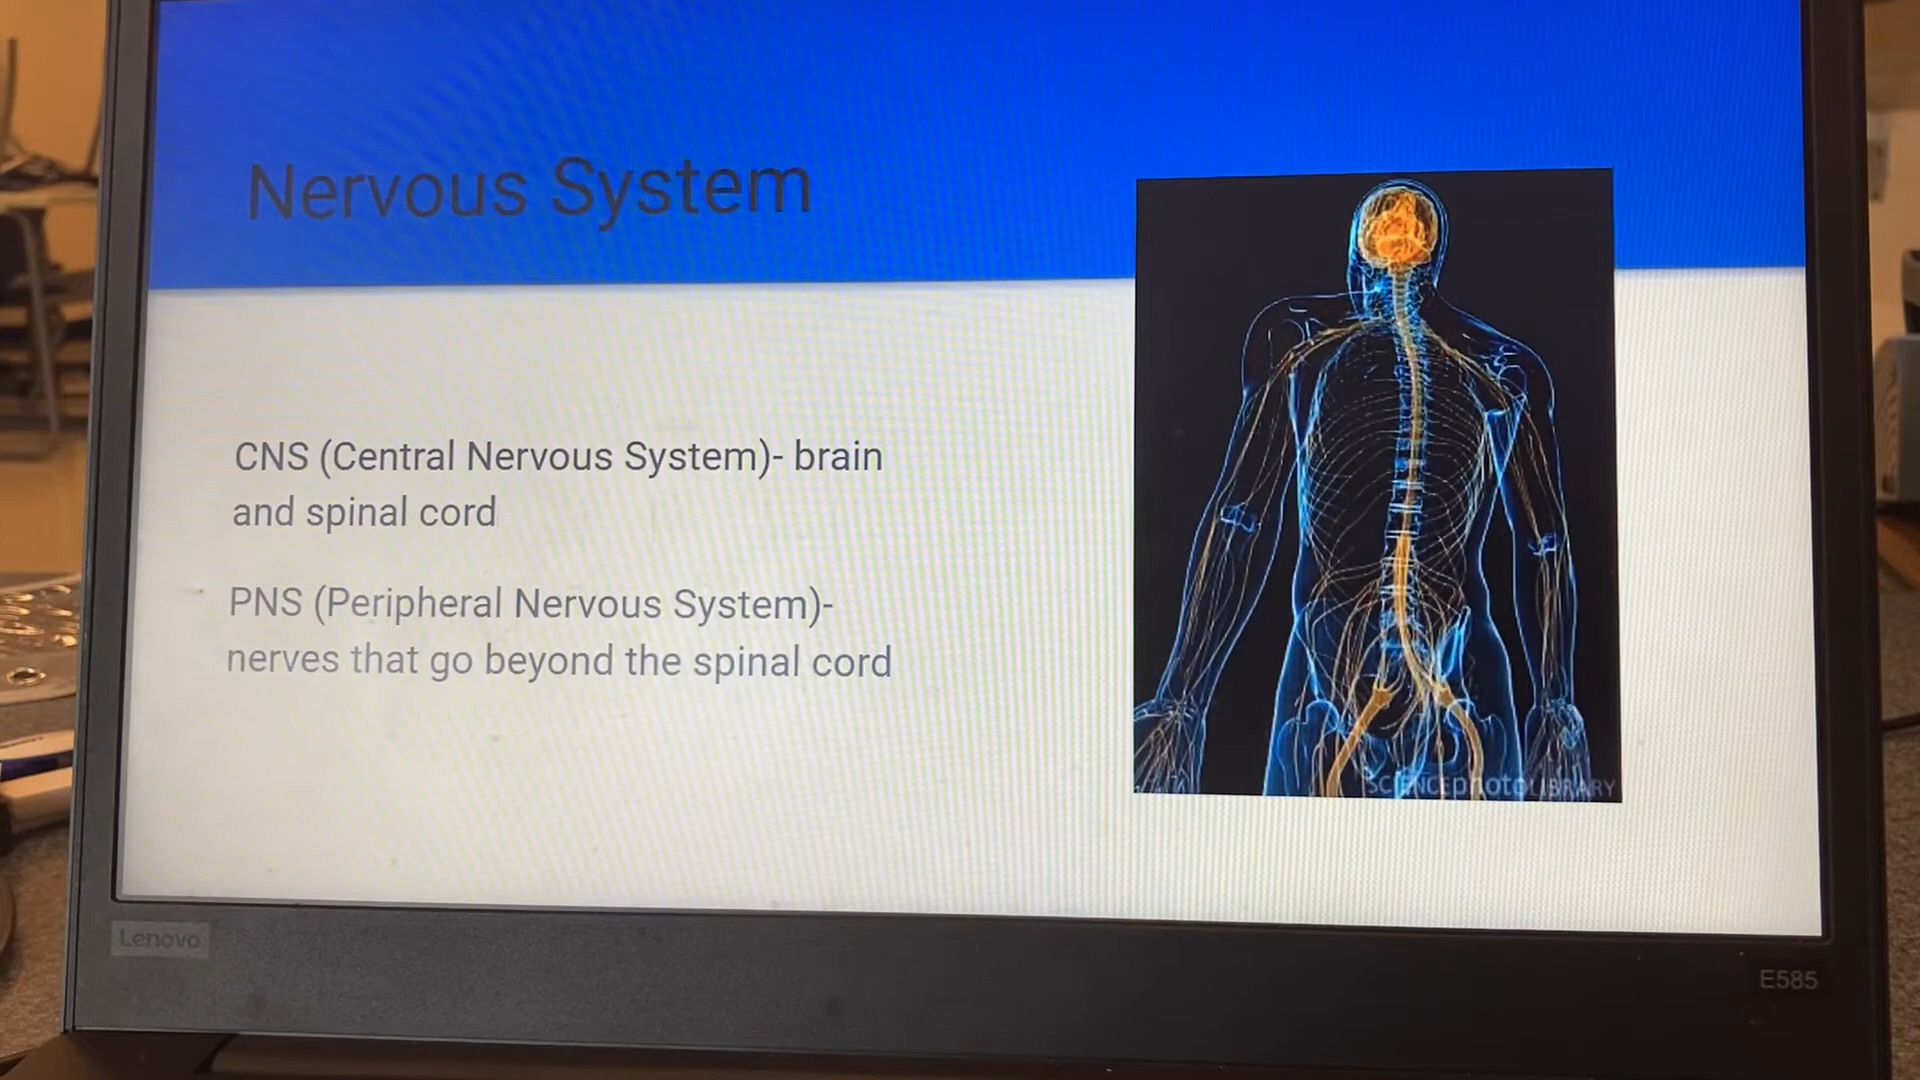 Nervous System
CNS (Central Nervous System)- brain
and spinal cord
PNS (Peripheral Nervous System)-
nerves that go beyond the spinal cord
SCIENCEphotoLIBRARY
Lenovo
E585